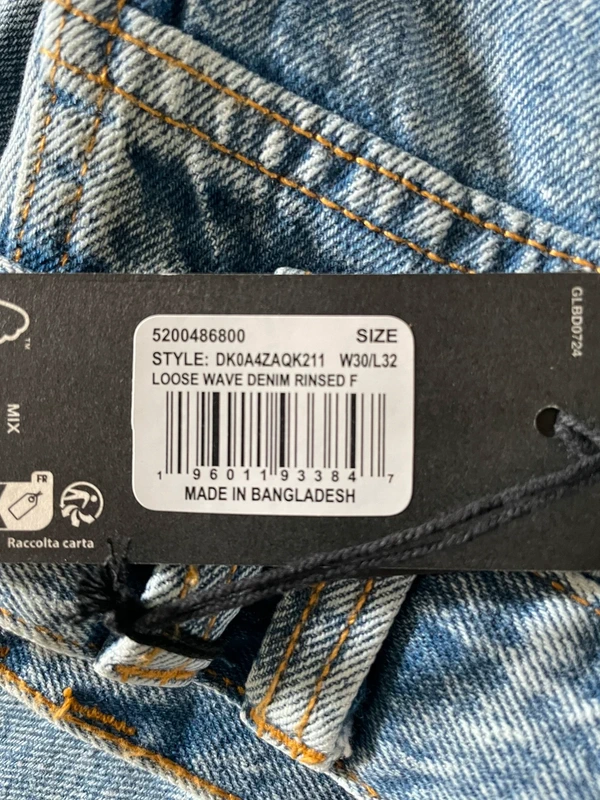 5200486800 SIZE
STYLE: DK0A4ZAQK211 W30/L32
LOOSE WAVE DENIM RINSED F
1 96011 93384 7
MADE IN BANGLADESH
GLBD0724
TM
MIX
FR
Raccolta carta